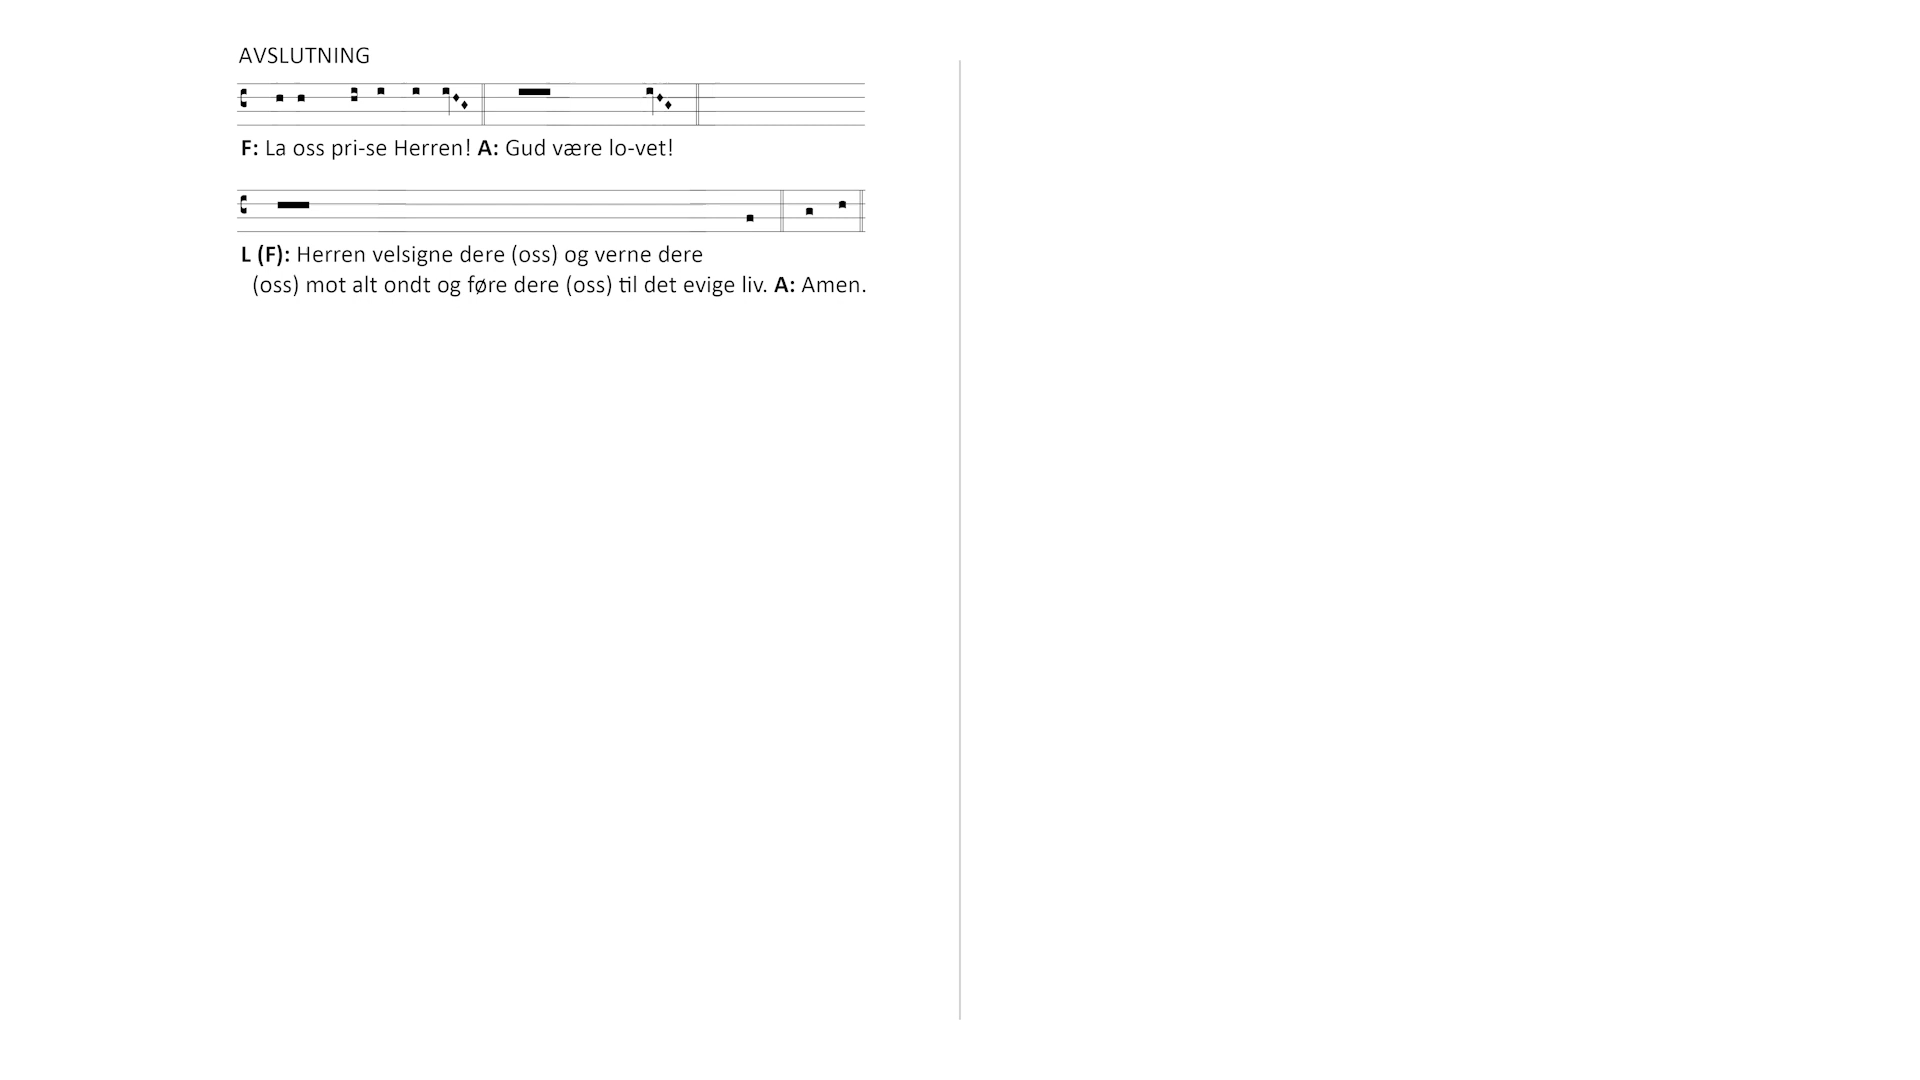 AVSLUTNING
F: La oss pri-se Herren! A: Gud være lo-vet!
L (F): Herren velsigne dere (oss) og verne dere
(oss) mot alt ondt og føre dere (oss) til det evige liv. A: Amen.